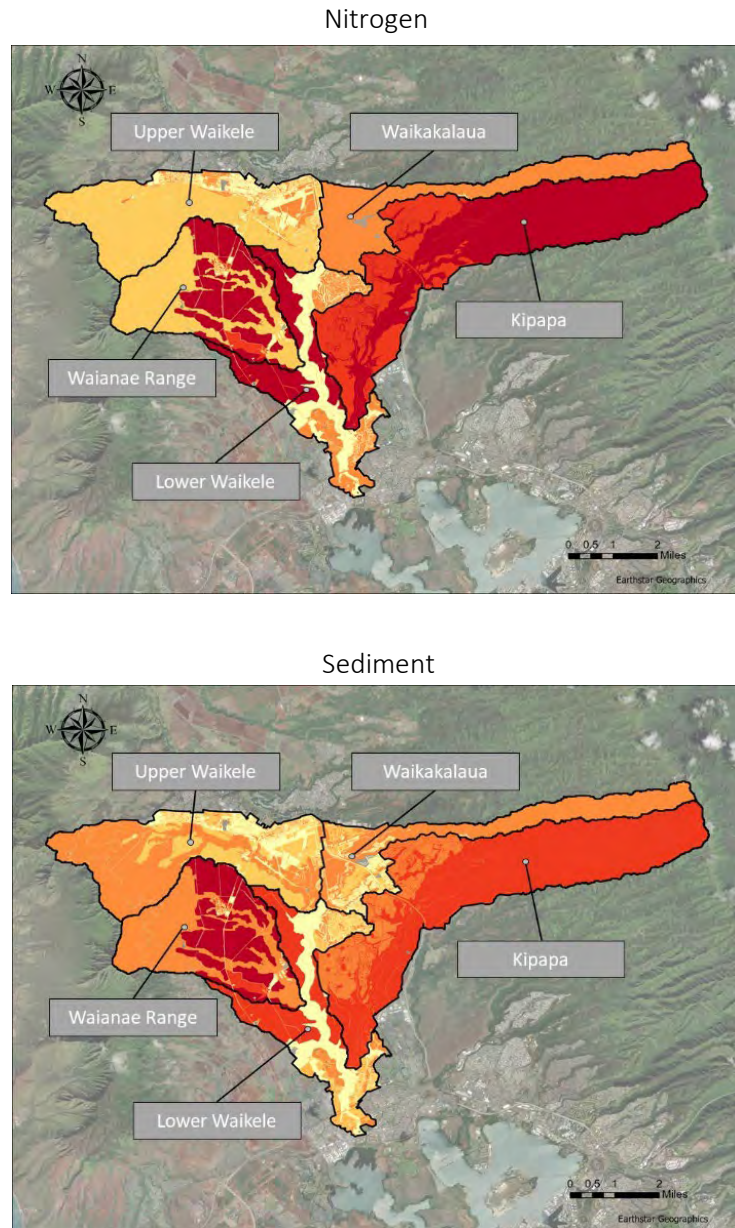 Nitrogen
N
W E
S
Upper Waikele
Waikakalaua
Kipapa
Waianae Range
Lower Waikele
0 0.5 1 2
Miles
Earthstar Geographics
Sediment
N
W E
S
Upper Waikele
Waikakalaua
Kipapa
Waianae Range
Lower Waikele
0 0.5 1 2
Miles
Earthstar Geographics